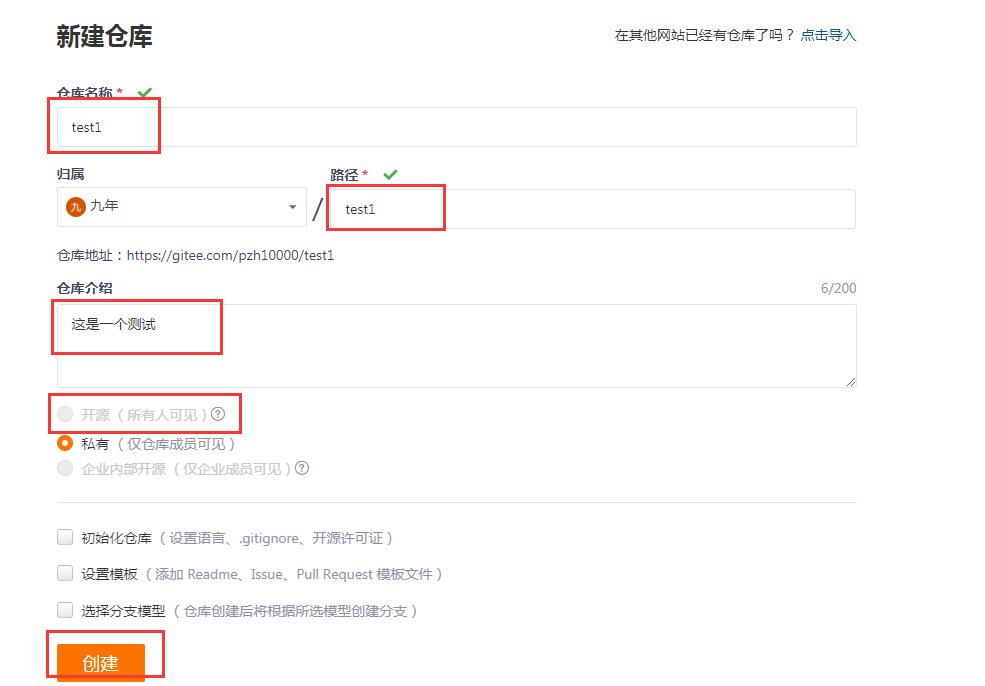 新建仓库
在其他网站已经有仓库了吗？ 点击导入
仓库名称 *
test1
归属
路径 *
九 九年
/
test1
仓库地址：https://gitee.com/pzh10000/test1
仓库介绍
6/200
这是一个测试
开源（所有人可见）?
私有（仅仓库成员可见）
企业内部开源（仅企业成员可见）?
初始化仓库（设置语言、.gitignore、开源许可证）
设置模板（添加 Readme、Issue、Pull Request 模板文件）
选择分支模型（仓库创建后将根据所选模型创建分支）
创建